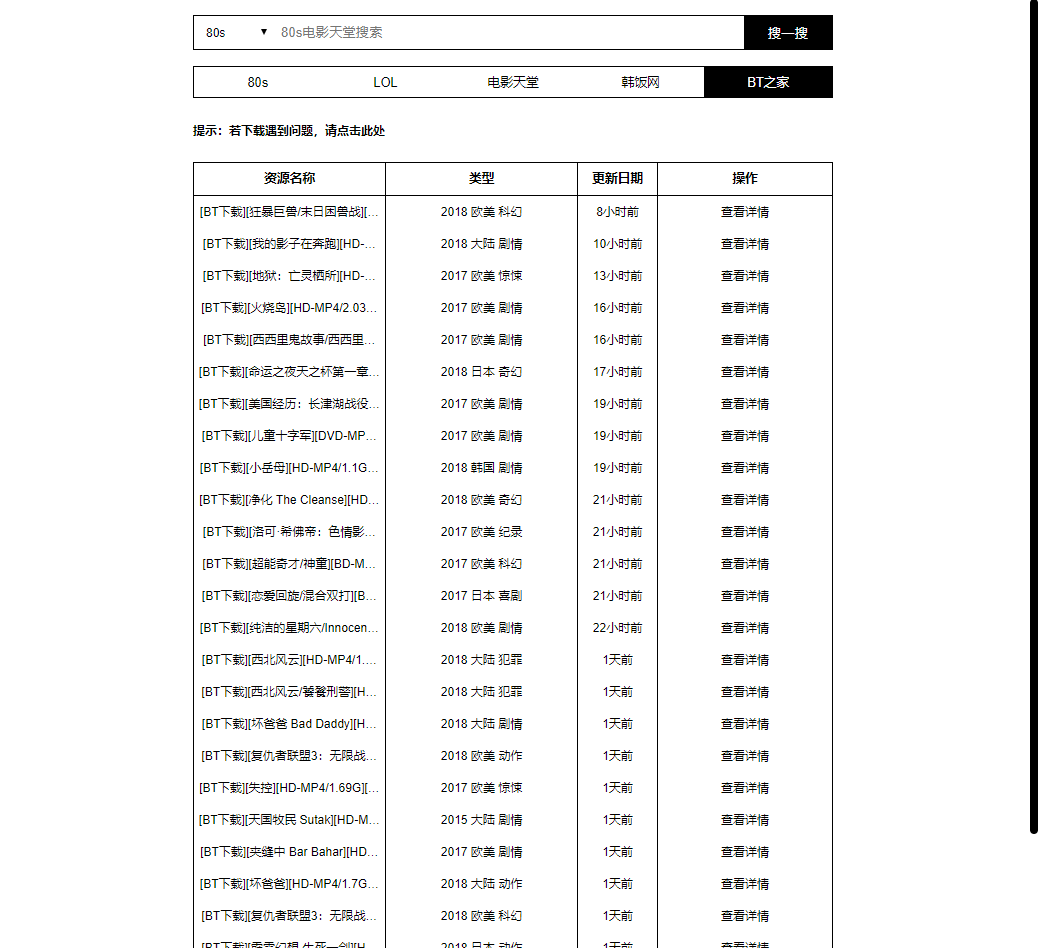 80s ▼ 80s电影天堂搜索 搜一搜
80s LOL 电影天堂 韩饭网 BT之家
提示：若下载遇到问题，请点击此处
资源名称 类型 更新日期 操作
[BT下载][狂暴巨兽/末日困兽战][… 2018 欧美 科幻 8小时前 查看详情
[BT下载][我的影子在奔跑][HD-… 2018 大陆 剧情 10小时前 查看详情
[BT下载][地狱：亡灵栖所][HD-… 2017 欧美 惊悚 13小时前 查看详情
[BT下载][火烧岛][HD-MP4/2.03… 2017 欧美 剧情 16小时前 查看详情
[BT下载][西西里鬼故事/西西里… 2017 欧美 剧情 16小时前 查看详情
[BT下载][命运之夜天之杯第一章… 2018 日本 奇幻 17小时前 查看详情
[BT下载][美国经历：长津湖战役… 2017 欧美 剧情 19小时前 查看详情
[BT下载][儿童十字军][DVD-MP… 2017 欧美 剧情 19小时前 查看详情
[BT下载][小岳母][HD-MP4/1.1G… 2018 韩国 剧情 19小时前 查看详情
[BT下载][净化 The Cleanse][HD… 2018 欧美 奇幻 21小时前 查看详情
[BT下载][洛可·希佛帝：色情影… 2017 欧美 纪录 21小时前 查看详情
[BT下载][超能奇才/神童][BD-M… 2017 欧美 科幻 21小时前 查看详情
[BT下载][恋爱回旋/混合双打][B… 2017 日本 喜剧 21小时前 查看详情
[BT下载][纯洁的星期六/Innocen… 2018 欧美 剧情 22小时前 查看详情
[BT下载][西北风云][HD-MP4/1.… 2018 大陆 犯罪 1天前 查看详情
[BT下载][西北风云/饕餮刑警][H… 2018 大陆 犯罪 1天前 查看详情
[BT下载][坏爸爸 Bad Daddy][H… 2018 大陆 剧情 1天前 查看详情
[BT下载][复仇者联盟3：无限战… 2018 欧美 动作 1天前 查看详情
[BT下载][失控][HD-MP4/1.69G][… 2017 欧美 惊悚 1天前 查看详情
[BT下载][天国牧民 Sutak][HD-M… 2015 大陆 剧情 1天前 查看详情
[BT下载][夹缝中 Bar Bahar][HD… 2017 欧美 剧情 1天前 查看详情
[BT下载][坏爸爸][HD-MP4/1.7G… 2018 大陆 动作 1天前 查看详情
[BT下载][复仇者联盟3：无限战… 2018 欧美 科幻 1天前 查看详情
2018 日本 动作 1天前 查看详情